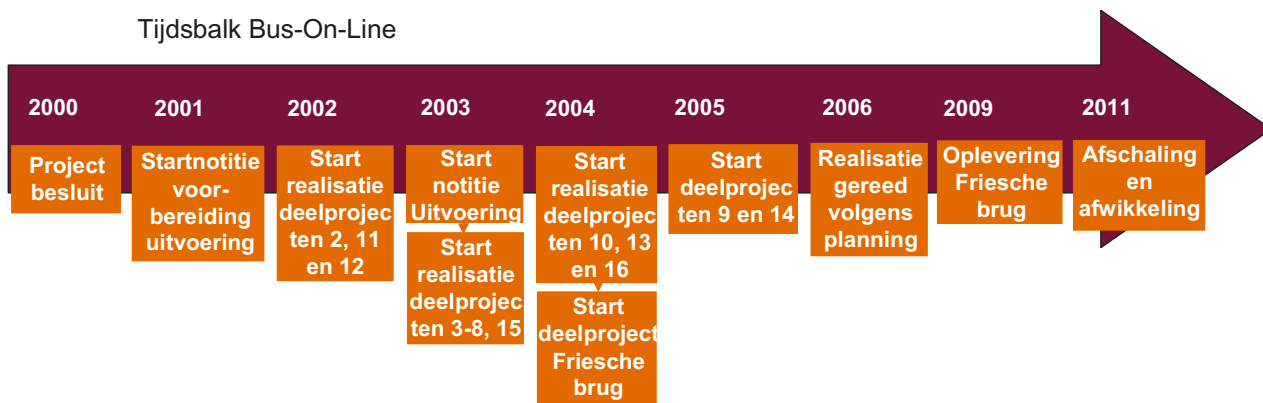 Tijdsbalk Bus-On-Line
2000
2001
2002
2003
2004
2005
2006
2009
2011
Project
besluit
Startnotitie
voor-
bereiding
uitvoering
Start
realisatie
deelprojec
ten 2, 11
en 12
Start
notitie
Uitvoering
Start
realisatie
deelprojec
ten 3-8, 15
Start
realisatie
deelprojec
ten 10, 13
en 16
Start
deelproject
Friesche
brug
Start
deelprojec
ten 9 en 14
Realisatie
gereed
volgens
planning
Oplevering
Friesche
brug
Afschaling
en
afwikkeling